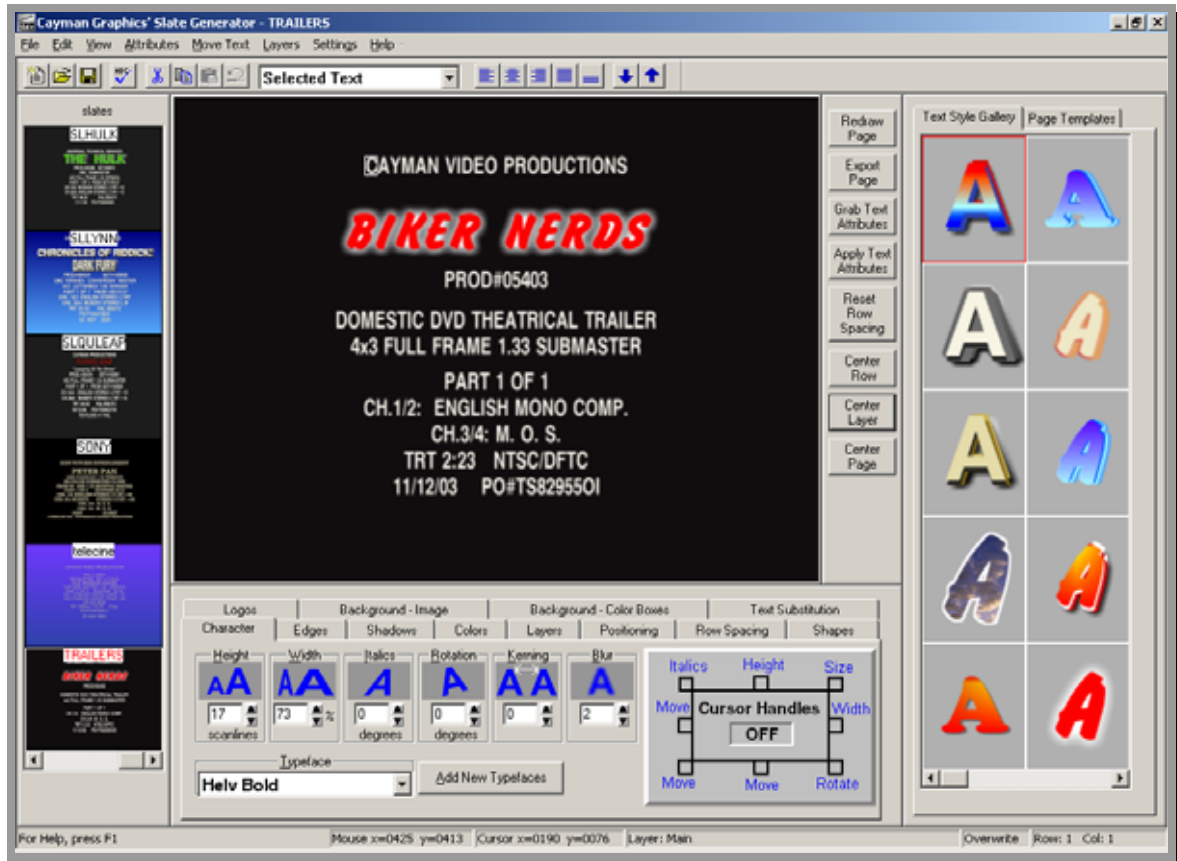 Cayman Graphics' Slate Generator - TRAILERS
File Edit View Attributes Move Text Layers Settings Help
Selected Text
slates
SLHULK
THE HULK
SLLYNN
CHRONICLES OF RIDDICK:
DARK FURY
SLQULEAP
SONY
PETER PAN
telecine
TRAILERS
BIKER NERDS
CAYMAN VIDEO PRODUCTIONS
BIKER NERDS
PROD#05403
DOMESTIC DVD THEATRICAL TRAILER
4x3 FULL FRAME 1.33 SUBMASTER
PART 1 OF 1
CH.1/2: ENGLISH MONO COMP.
CH.3/4: M. O. S.
TRT 2:23 NTSC/DFTC
11/12/03 PO#TS82955OI
Redraw
Page
Export
Page
Grab Text
Attributes
Apply Text
Attributes
Reset
Row
Spacing
Center
Row
Center
Layer
Center
Page
Text Style Gallery Page Templates
A A
A A
A A
A A
A A
Logos Background - Image Background - Color Boxes Text Substitution
Character Edges Shadows Colors Layers Positioning Row Spacing Shapes
Height Width Italics Rotation Kerning Blur
AA AA A A AA A
17 73 % 0 0 0 2
scanlines degrees degrees
Typeface
Helv Bold
Add New Typefaces
Italics Height Size
Move Cursor Handles Width
OFF
Move Move Rotate
For Help, press F1 Mouse x=0425 y=0413 Cursor x=0190 y=0076 Layer: Main Overwrite Row: 1 Col: 1